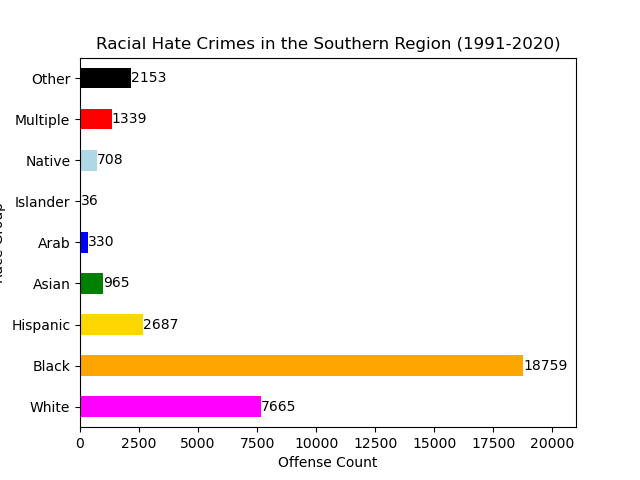 Racial Hate Crimes in the Southern Region (1991-2020)
Other 2153
Multiple 1339
Native 708
Islander 36
Arab 330
Asian 965
Hispanic 2687
Black 18759
White 7665
0 2500 5000 7500 10000 12500 15000 17500 20000
Offense Count